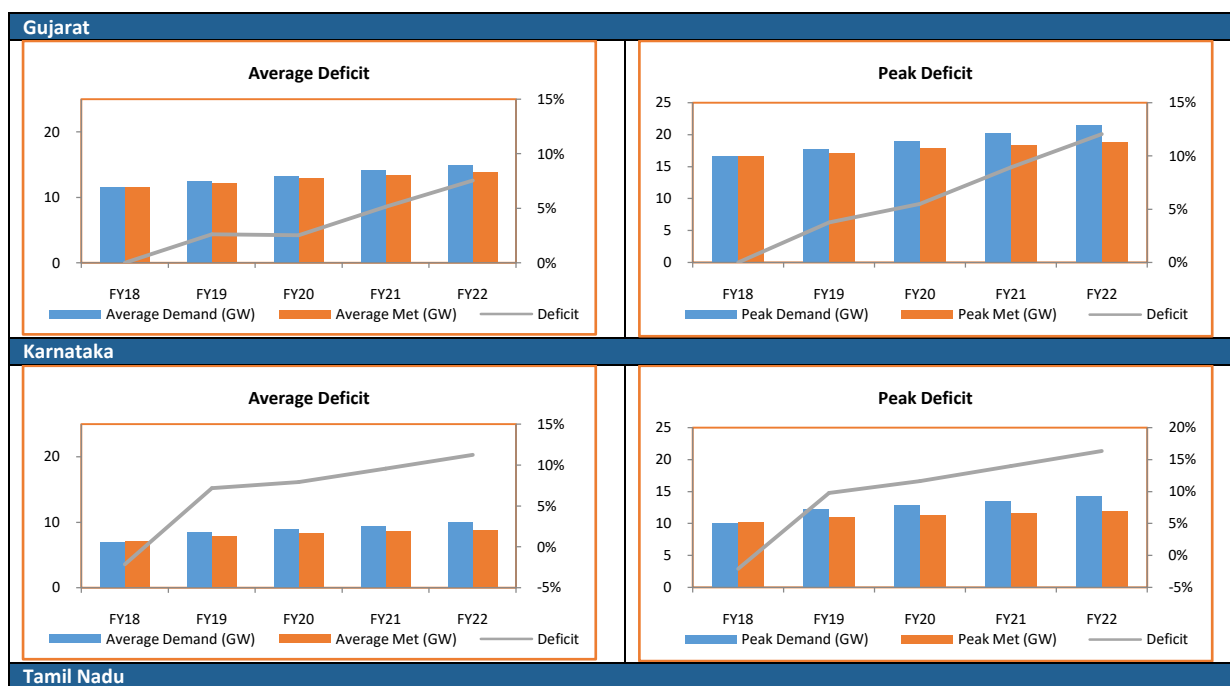 Gujarat
Average Deficit
20
10
0
15%
10%
5%
0%
FY18 FY19 FY20 FY21 FY22
Average Demand (GW) Average Met (GW) Deficit
Peak Deficit
25
20
15
10
5
0
15%
10%
5%
0%
FY18 FY19 FY20 FY21 FY22
Peak Demand (GW) Peak Met (GW) Deficit
Karnataka
Average Deficit
20
10
0
15%
10%
5%
0%
-5%
FY18 FY19 FY20 FY21 FY22
Average Demand (GW) Average Met (GW) Deficit
Peak Deficit
25
20
15
10
5
0
20%
15%
10%
5%
0%
-5%
FY18 FY19 FY20 FY21 FY22
Peak Demand (GW) Peak Met (GW) Deficit
Tamil Nadu